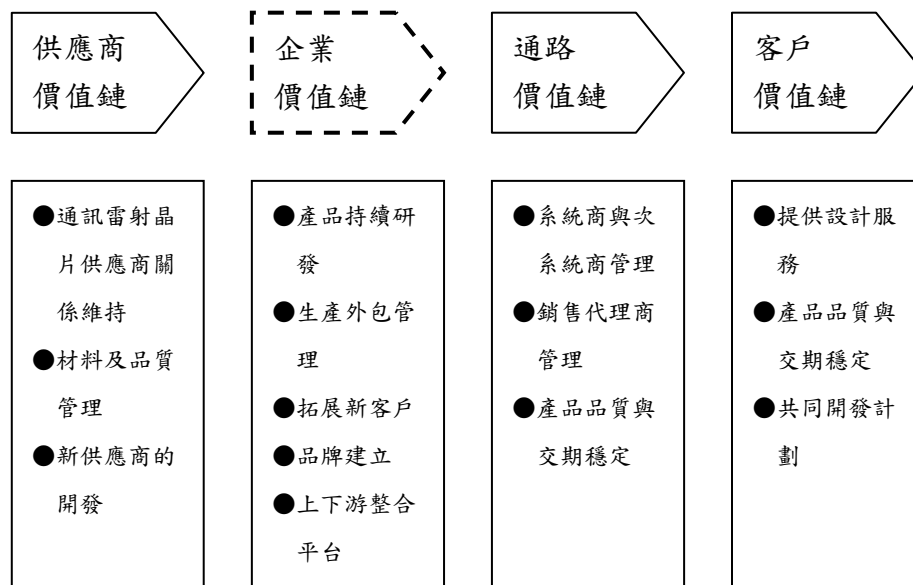 供應商
價值鏈
企業
價值鏈
通路
價值鏈
客戶
價值鏈
●通訊雷射晶
片供應商關
係維持
●材料及品質
管理
●新供應商的
開發
●產品持續研
發
●生產外包管
理
●拓展新客戶
●品牌建立
●上下游整合
平台
●系統商與次
系統商管理
●銷售代理商
管理
●產品品質與
交期穩定
●提供設計服
務
●產品品質與
交期穩定
●共同開發計
劃